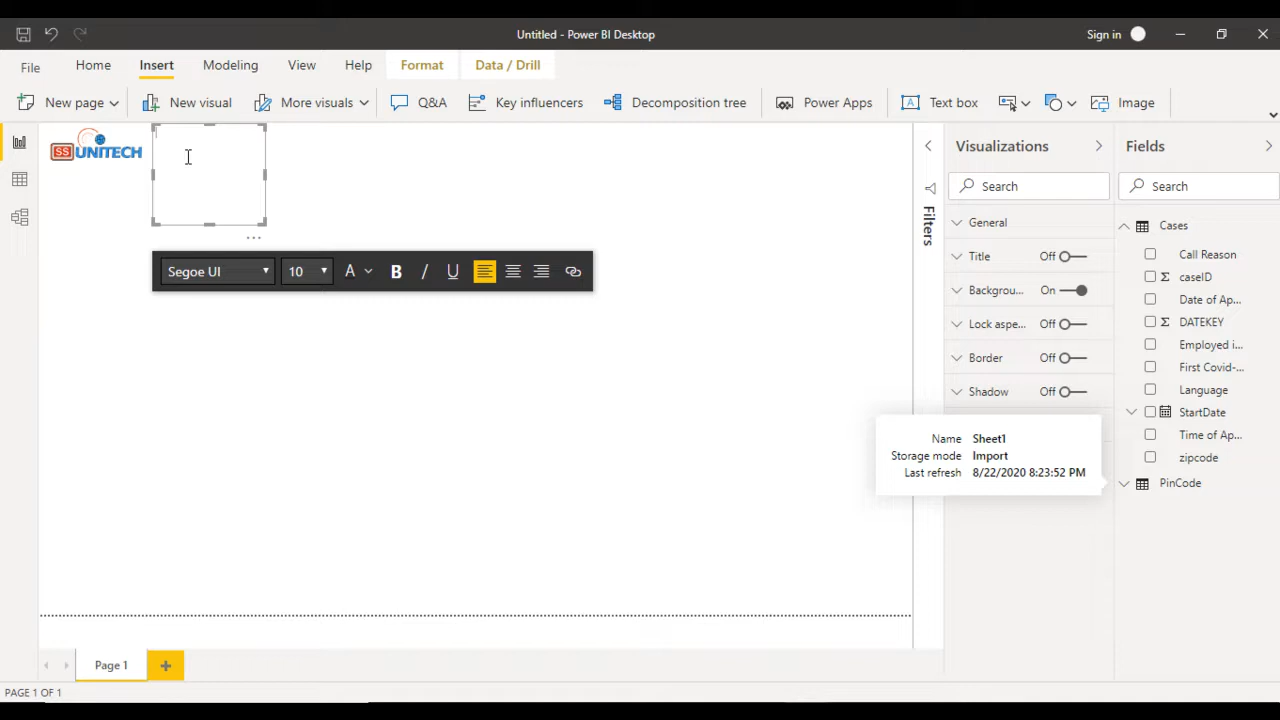 Untitled - Power BI Desktop
Sign in
File
Home
Insert
Modeling
View
Help
Format
Data / Drill
New page
New visual
More visuals
Q&A
Key influencers
Decomposition tree
Power Apps
Text box
Image
SS UNITECH
Segoe UI
10
A
B
I
U
Filters
Visualizations
Search
General
Title Off
Backgrou... On
Lock aspe... Off
Border Off
Shadow Off
Name Sheet1
Storage mode Import
Last refresh 8/22/2020 8:23:52 PM
Fields
Search
Cases
Call Reason
caseID
Date of Ap...
DATEKEY
Employed i...
First Covid-...
Language
StartDate
Time of Ap...
zipcode
PinCode
Page 1
PAGE 1 OF 1